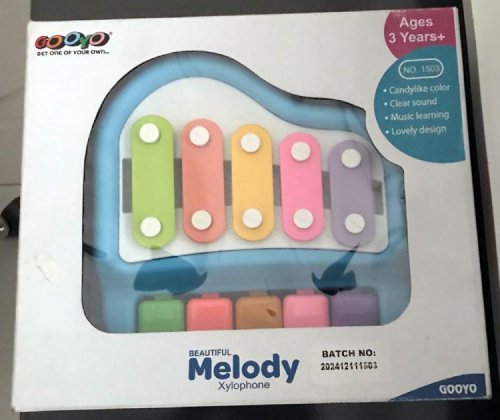 GOOYO
GET ONE OF YOUR OWN...
Ages
3 Years+
NO. 1503
• Candylike color
• Clear sound
• Music learning
• Lovely design
BEAUTIFUL
Melody
Xylophone
BATCH NO:
202412111503
GOOYO